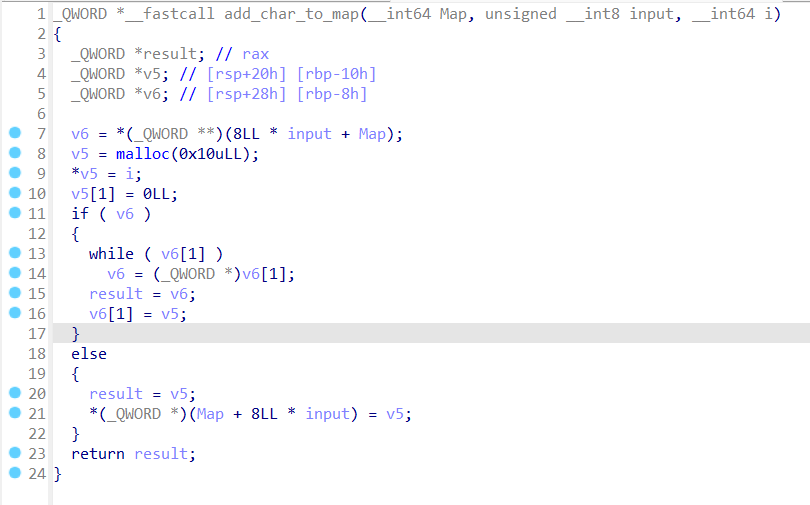 1 _QWORD *__fastcall add_char_to_map(__int64 Map, unsigned __int8 input, __int64 i)
2 {
3   _QWORD *result; // rax
4   _QWORD *v5; // [rsp+20h] [rbp-10h]
5   _QWORD *v6; // [rsp+28h] [rbp-8h]
6
7   v6 = *(_QWORD **)(8LL * input + Map);
8   v5 = malloc(0x10uLL);
9   *v5 = i;
10   v5[1] = 0LL;
11   if ( v6 )
12   {
13     while ( v6[1] )
14       v6 = (_QWORD *)v6[1];
15     result = v6;
16     v6[1] = v5;
17   }
18   else
19   {
20     result = v5;
21     *(_QWORD *)(Map + 8LL * input) = v5;
22   }
23   return result;
24 }